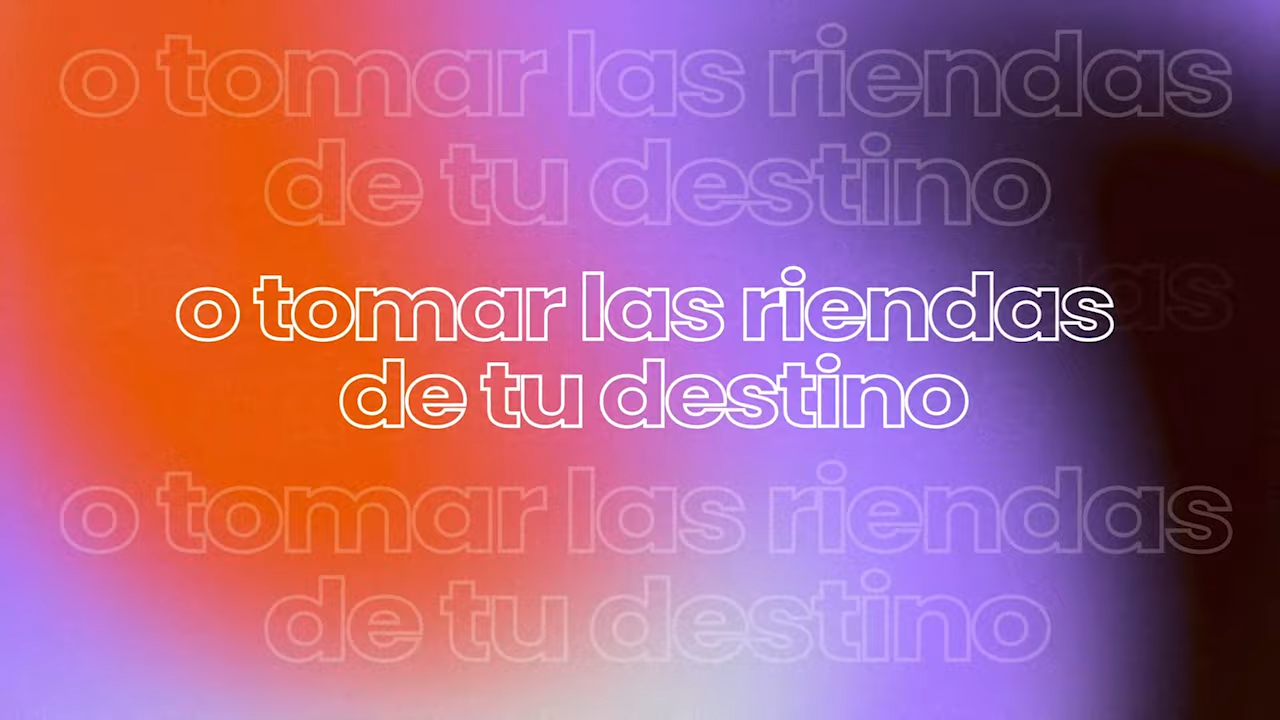 o tomar las riendas
de tu destino
o tomar las riendas
de tu destino
o tomar las riendas
de tu destino